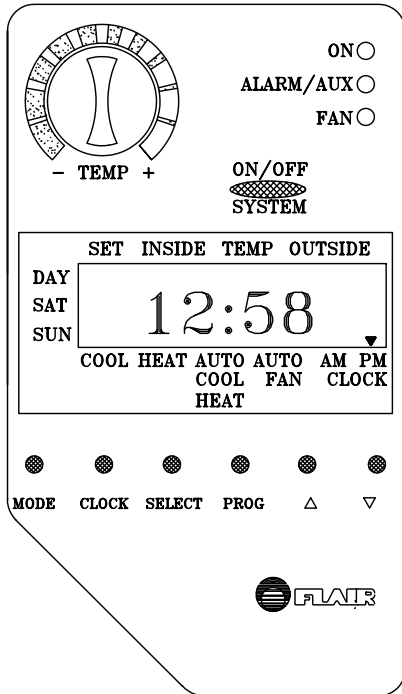 ON
ALARM/AUX
FAN
- TEMP +
ON/OFF
SYSTEM
SET INSIDE TEMP OUTSIDE
DAY
SAT
SUN
12:58
COOL HEAT AUTO AUTO AM PM
COOL FAN CLOCK
HEAT
MODE CLOCK SELECT PROG △ ▽
FLAIR